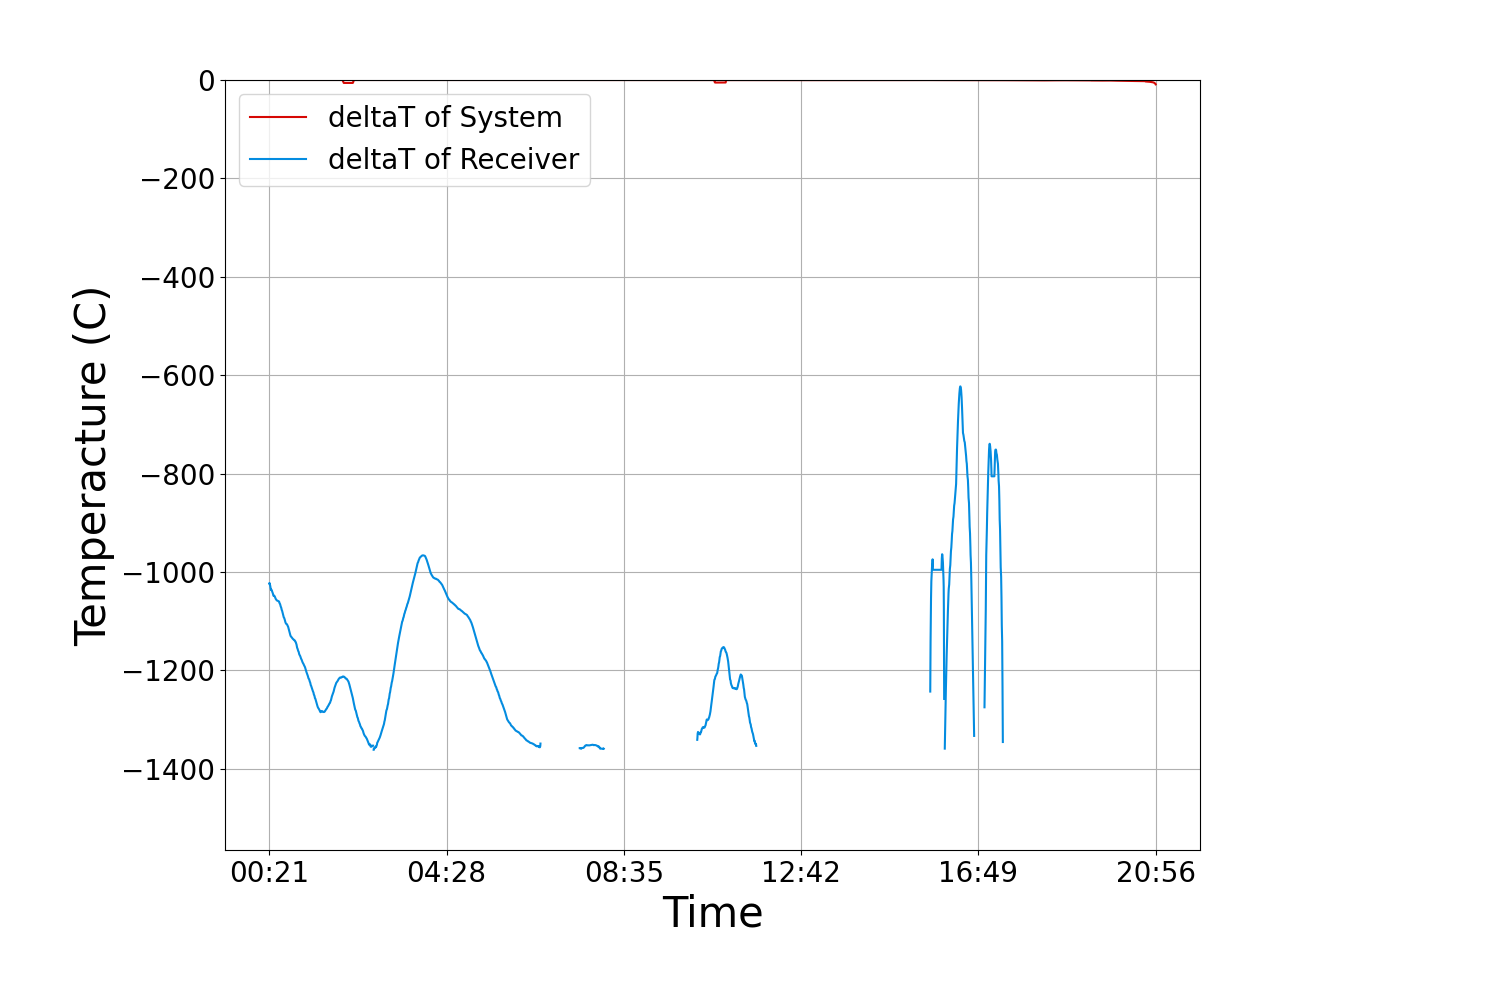 0
−200
−400
−600
−800
−1000
−1200
−1400
Temperacture (C)
deltaT of System
deltaT of Receiver
00:21 04:28 08:35 12:42 16:49 20:56
Time